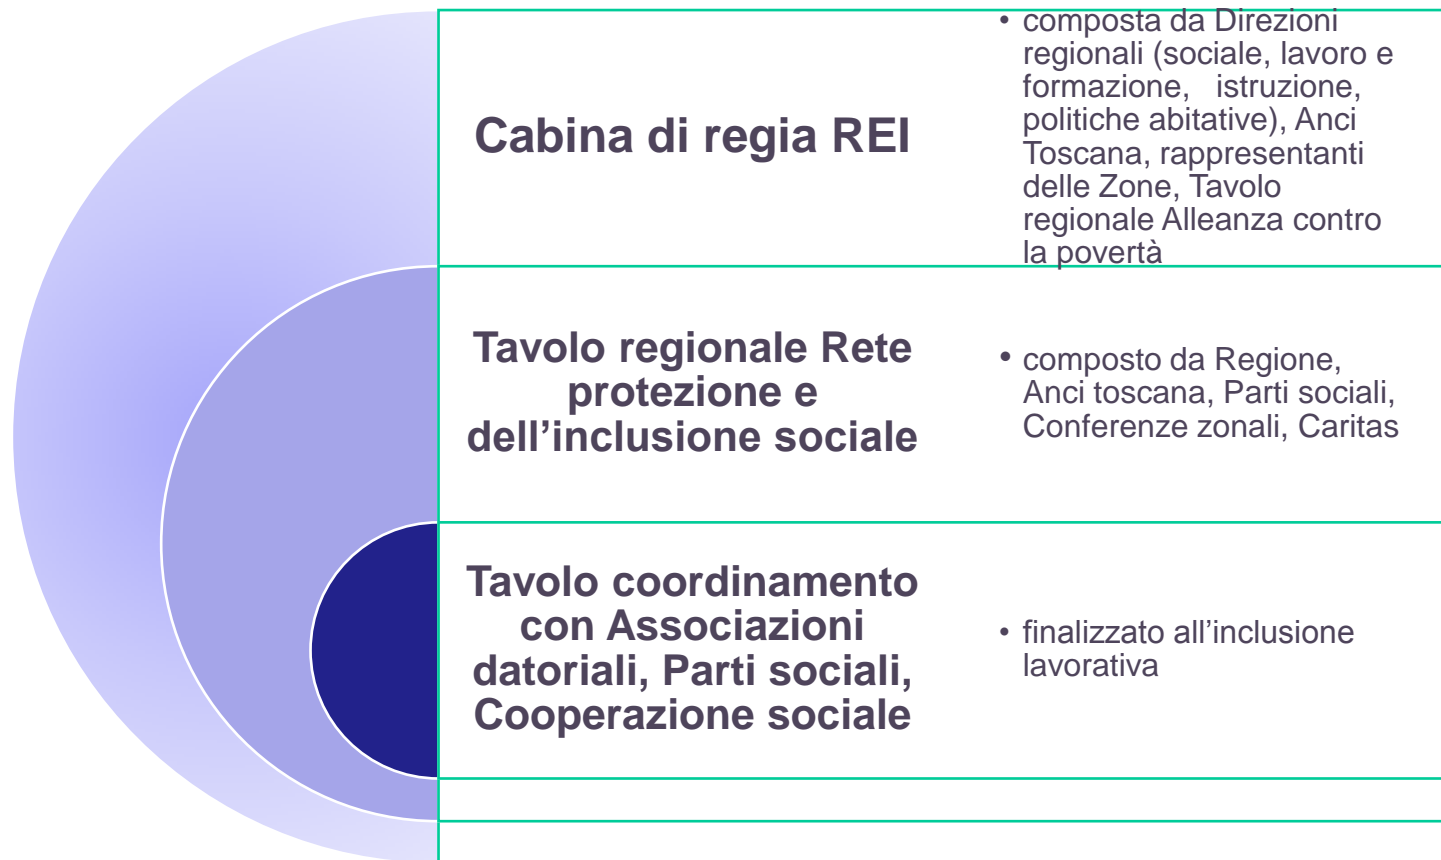 Cabina di regia REI
• composta da Direzioni
regionali (sociale, lavoro e
formazione, istruzione,
politiche abitative), Anci
Toscana, rappresentanti
delle Zone, Tavolo
regionale Alleanza contro
la povertà
Tavolo regionale Rete
protezione e
dell’inclusione sociale
• composto da Regione,
Anci toscana, Parti sociali,
Conferenze zonali, Caritas
Tavolo coordinamento
con Associazioni
datoriali, Parti sociali,
Cooperazione sociale
• finalizzato all’inclusione
lavorativa